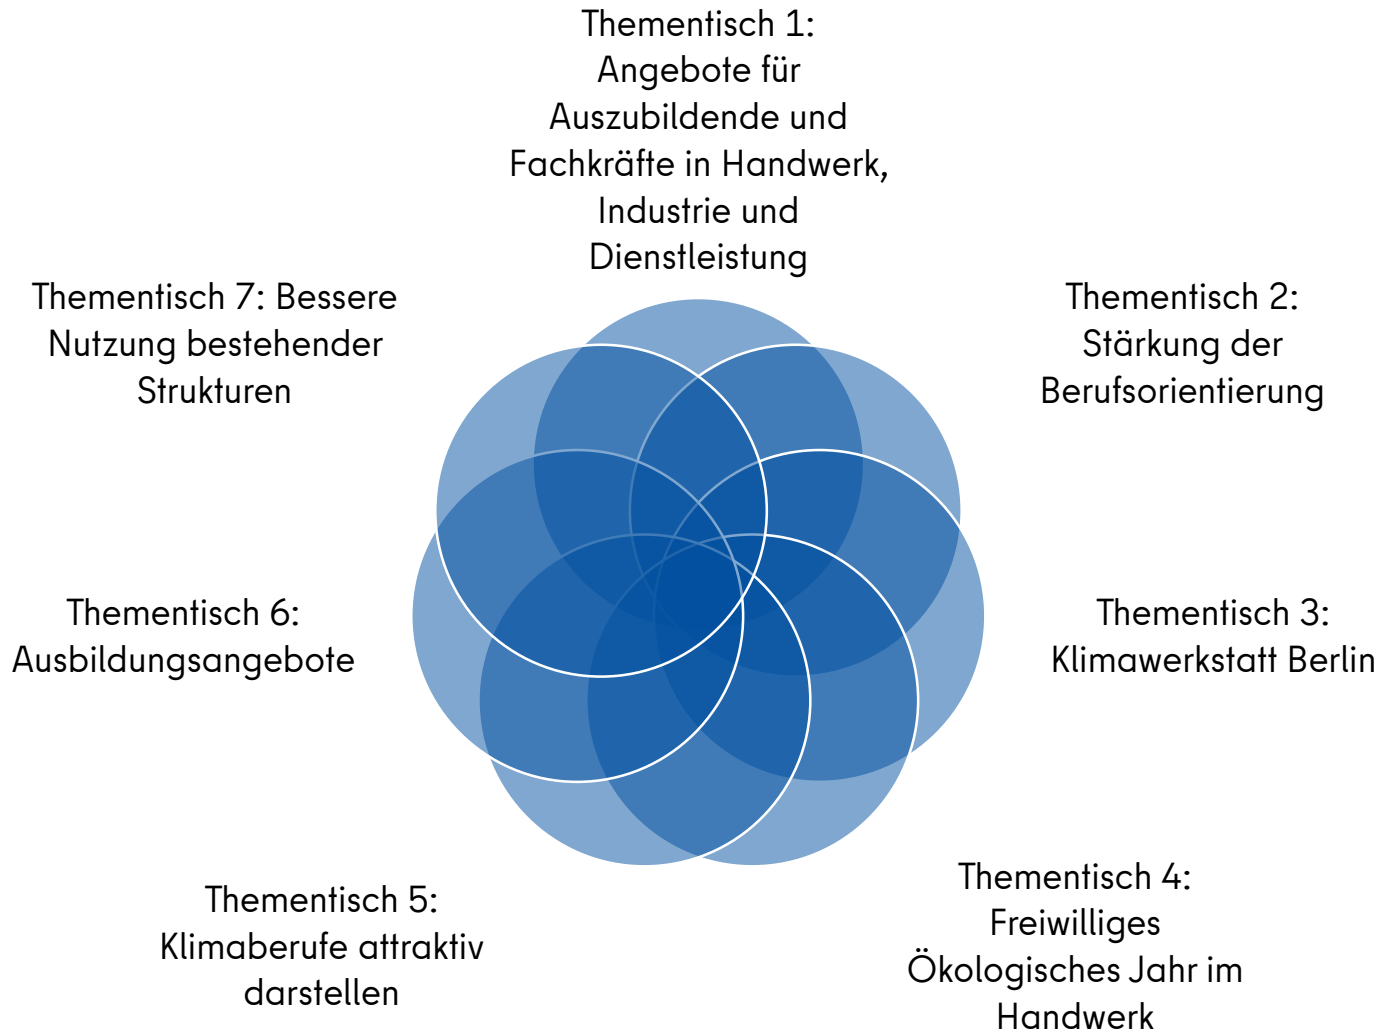 Thementisch 1:
Angebote für
Auszubildende und
Fachkräfte in Handwerk,
Industrie und
Dienstleistung
Thementisch 2:
Stärkung der
Berufsorientierung
Thementisch 3:
Klimawerkstatt Berlin
Thementisch 4:
Freiwilliges
Ökologisches Jahr im
Handwerk
Thementisch 5:
Klimaberufe attraktiv
darstellen
Thementisch 6:
Ausbildungsangebote
Thementisch 7: Bessere
Nutzung bestehender
Strukturen